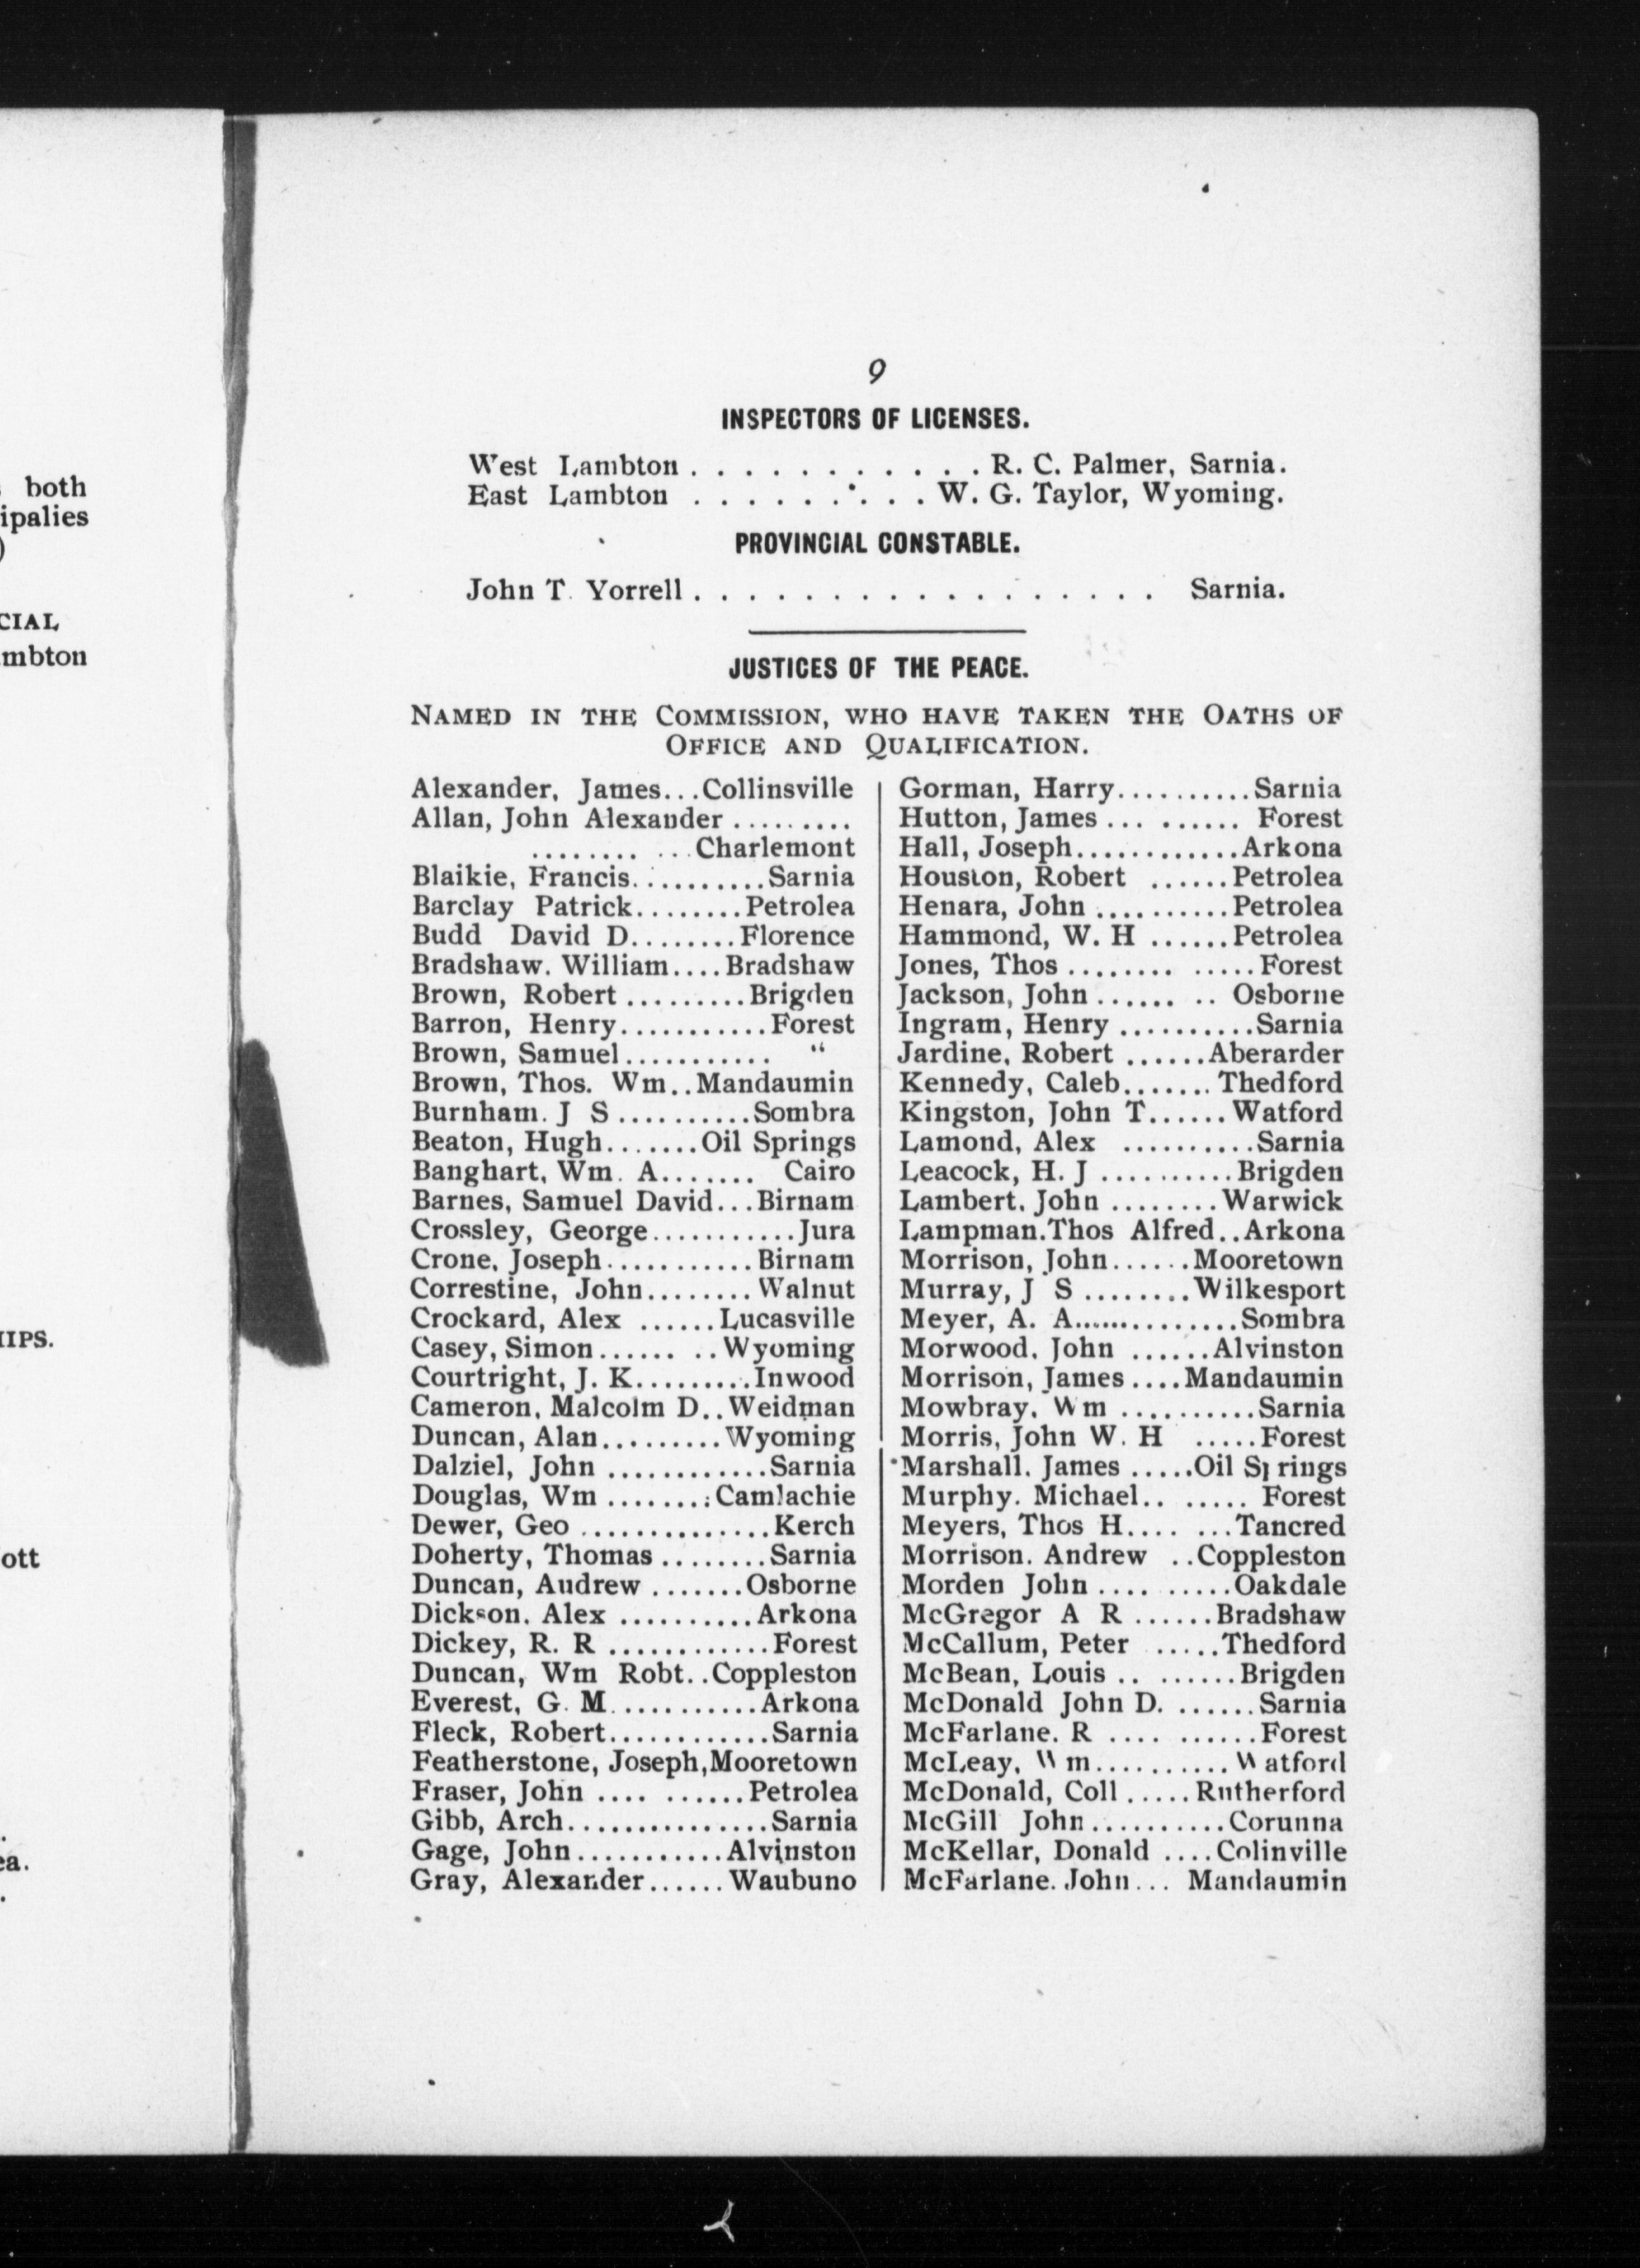 both
ipalies
)
CIAL
mbton
IIPS.
ott
ea.
9
INSPECTORS OF LICENSES.
West Lambton . . . . . . . . . . . R. C. Palmer, Sarnia.
East Lambton . . . . . . . . . W. G. Taylor, Wyoming.
PROVINCIAL CONSTABLE.
John T. Yorrell . . . . . . . . . . . . . . . . . Sarnia.
JUSTICES OF THE PEACE.
NAMED IN THE COMMISSION, WHO HAVE TAKEN THE OATHS OF
OFFICE AND QUALIFICATION.
Alexander, James...Collinsville
Allan, John Alexander .........
........ ...Charlemont
Blaikie, Francis...........Sarnia
Barclay Patrick........Petrolea
Budd David D........Florence
Bradshaw. William....Bradshaw
Brown, Robert .........Brigden
Barron, Henry...........Forest
Brown, Samuel........... “
Brown, Thos. Wm..Mandaumin
Burnham. J S ..........Sombra
Beaton, Hugh.......Oil Springs
Banghart, Wm. A....... Cairo
Barnes, Samuel David...Birnam
Crossley, George...........Jura
Crone, Joseph...........Birnam
Correstine, John........Walnut
Crockard, Alex ......Lucasville
Casey, Simon...... ..Wyoming
Courtright, J. K.........Inwood
Cameron, Malcolm D..Weidman
Duncan, Alan.........Wyoming
Dalziel, John ............Sarnia
Douglas, Wm ........Camlachie
Dewer, Geo ..............Kerch
Doherty, Thomas ........Sarnia
Duncan, Audrew .......Osborne
Dickson. Alex ..........Arkona
Dickey, R. R ............Forest
Duncan, Wm Robt..Coppleston
Everest, G. M...........Arkona
Fleck, Robert............Sarnia
Featherstone, Joseph,Mooretown
Fraser, John .... ......Petrolea
Gibb, Arch...............Sarnia
Gage, John...........Alvinston
Gray, Alexander......Waubuno
Gorman, Harry..........Sarnia
Hutton, James ... ...... Forest
Hall, Joseph............Arkona
Houston, Robert ......Petrolea
Henara, John ..........Petrolea
Hammond, W. H ......Petrolea
Jones, Thos ........ .....Forest
Jackson, John ...... .. Osborne
Ingram, Henry ..........Sarnia
Jardine, Robert ......Aberarder
Kennedy, Caleb....... Thedford
Kingston, John T......Watford
Lamond, Alex ..........Sarnia
Leacock, H. J ..........Brigden
Lambert. John ........Warwick
Lampman.Thos Alfred..Arkona
Morrison, John......Mooretown
Murray, J S ........Wilkesport
Meyer, A. A..............Sombra
Morwood. John ......Alvinston
Morrison, James ....Mandaumin
Mowbray. Wm ..........Sarnia
Morris, John W. H .....Forest
Marshall. James .....Oil Springs
Murphy. Michael.. ..... Forest
Meyers, Thos H.... ...Tancred
Morrison. Andrew ..Coppleston
Morden John .... .....Oakdale
McGregor A R ......Bradshaw
McCallum, Peter .....Thedford
McBean, Louis .. ......Brigden
McDonald John D. ......Sarnia
McFarlane. R .... ......Forest
McLeay, Wm..........Watford
McDonald, Coll .....Rutherford
McGill John..........Corunna
McKellar, Donald ....Colinville
McFarlane. John... Mandaumin